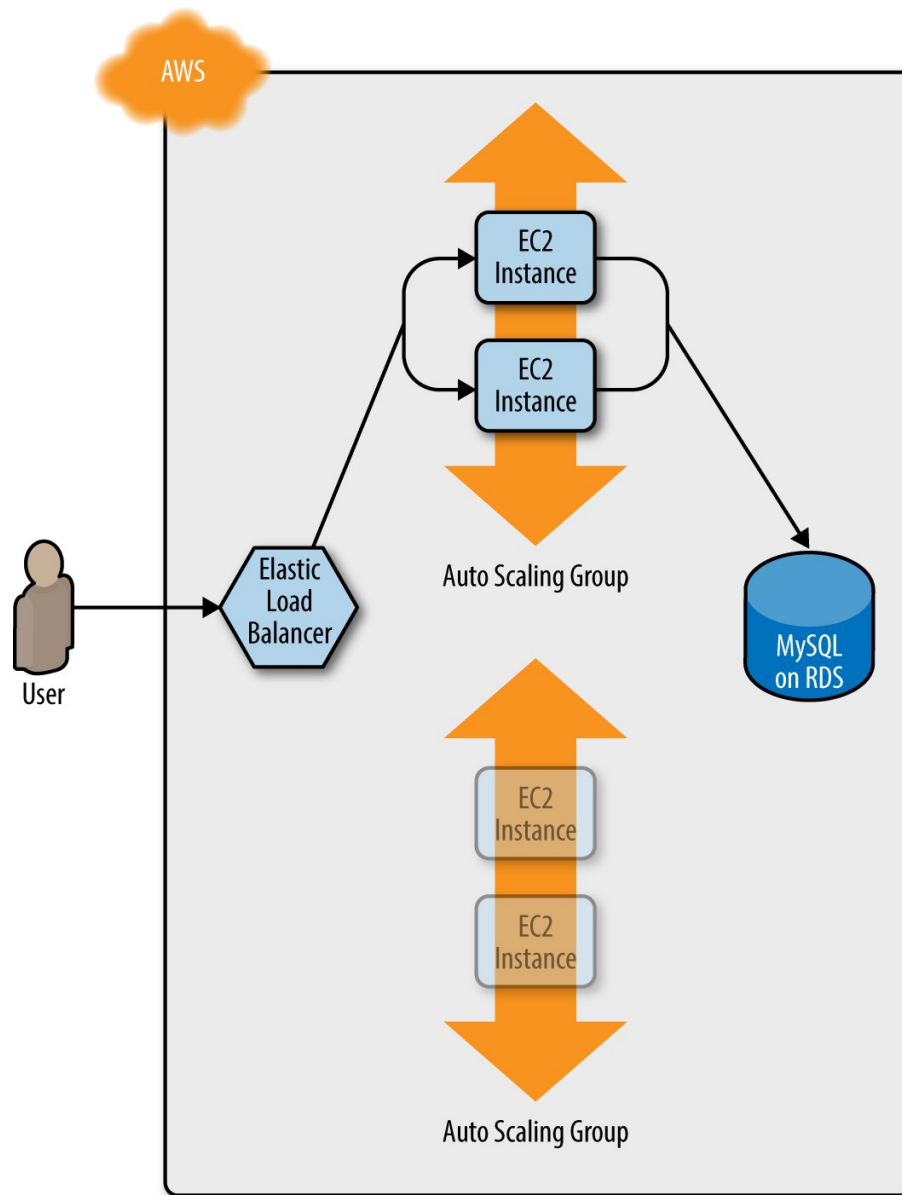 AWS
EC2
Instance
EC2
Instance
Auto Scaling Group
Elastic
Load
Balancer
User
MySQL
on RDS
EC2
Instance
EC2
Instance
Auto Scaling Group